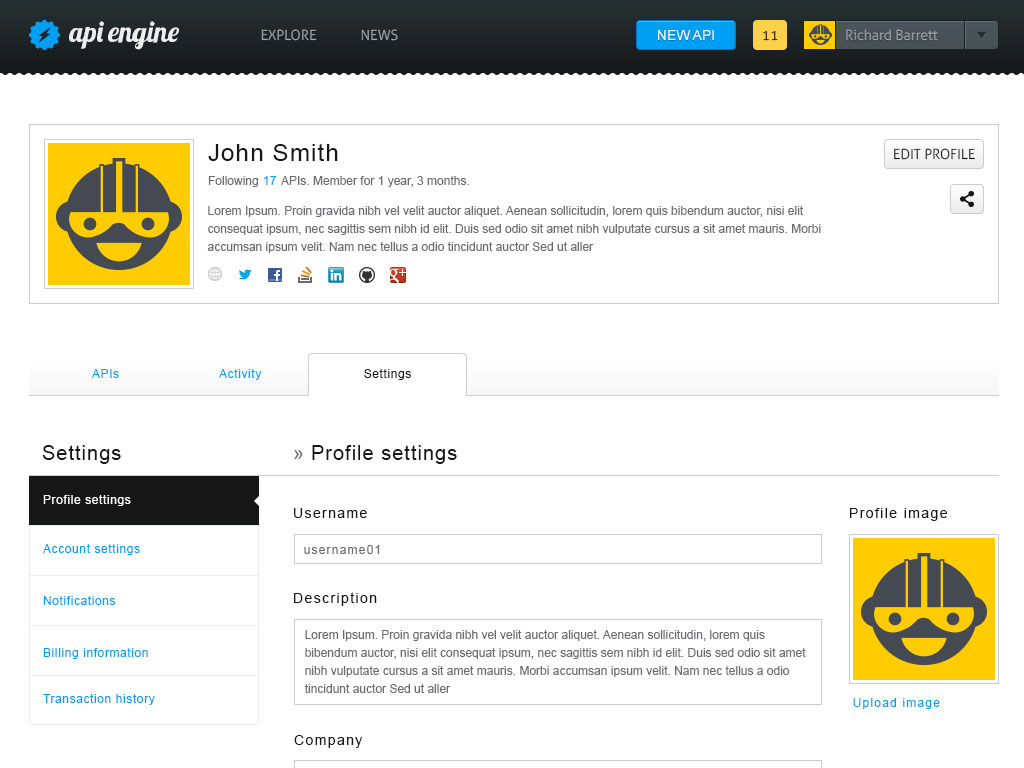 api engine
EXPLORE
NEWS
NEW API
11
Richard Barrett
John Smith
EDIT PROFILE
Following 17 APIs. Member for 1 year, 3 months.
Lorem Ipsum. Proin gravida nibh vel velit auctor aliquet. Aenean sollicitudin, lorem quis bibendum auctor, nisi elit
consequat ipsum, nec sagittis sem nibh id elit. Duis sed odio sit amet nibh vulputate cursus a sit amet mauris. Morbi
accumsan ipsum velit. Nam nec tellus a odio tincidunt auctor Sed ut aller
f
in
g+
APIs
Activity
Settings
Settings
» Profile settings
Profile settings
Account settings
Notifications
Billing information
Transaction history
Username
username01
Description
Lorem Ipsum. Proin gravida nibh vel velit auctor aliquet. Aenean sollicitudin, lorem quis
bibendum auctor, nisi elit consequat ipsum, nec sagittis sem nibh id elit. Duis sed odio sit amet
nibh vulputate cursus a sit amet mauris. Morbi accumsan ipsum velit. Nam nec tellus a odio
tincidunt auctor Sed ut aller
Company
Profile image
Upload image